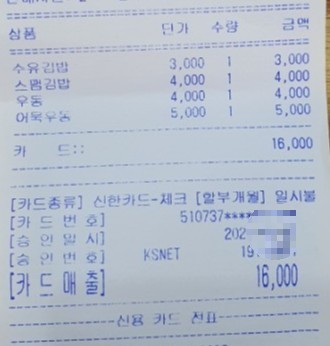 상품 단가 수량 금액
수유김밥 3,000 1 3,000
스팸김밥 4,000 1 4,000
우동 4,000 1 4,000
어묵우동 5,000 1 5,000
카 드:: 16,000
[카드종류] 신한카드-체크 [할부개월] 일시불
[카 드 번 호] 510737****
[승 인 일 시] 202
[승 인 번 호] KSNET 19
[카 드 매 출] 16,000
신용 카드 전표